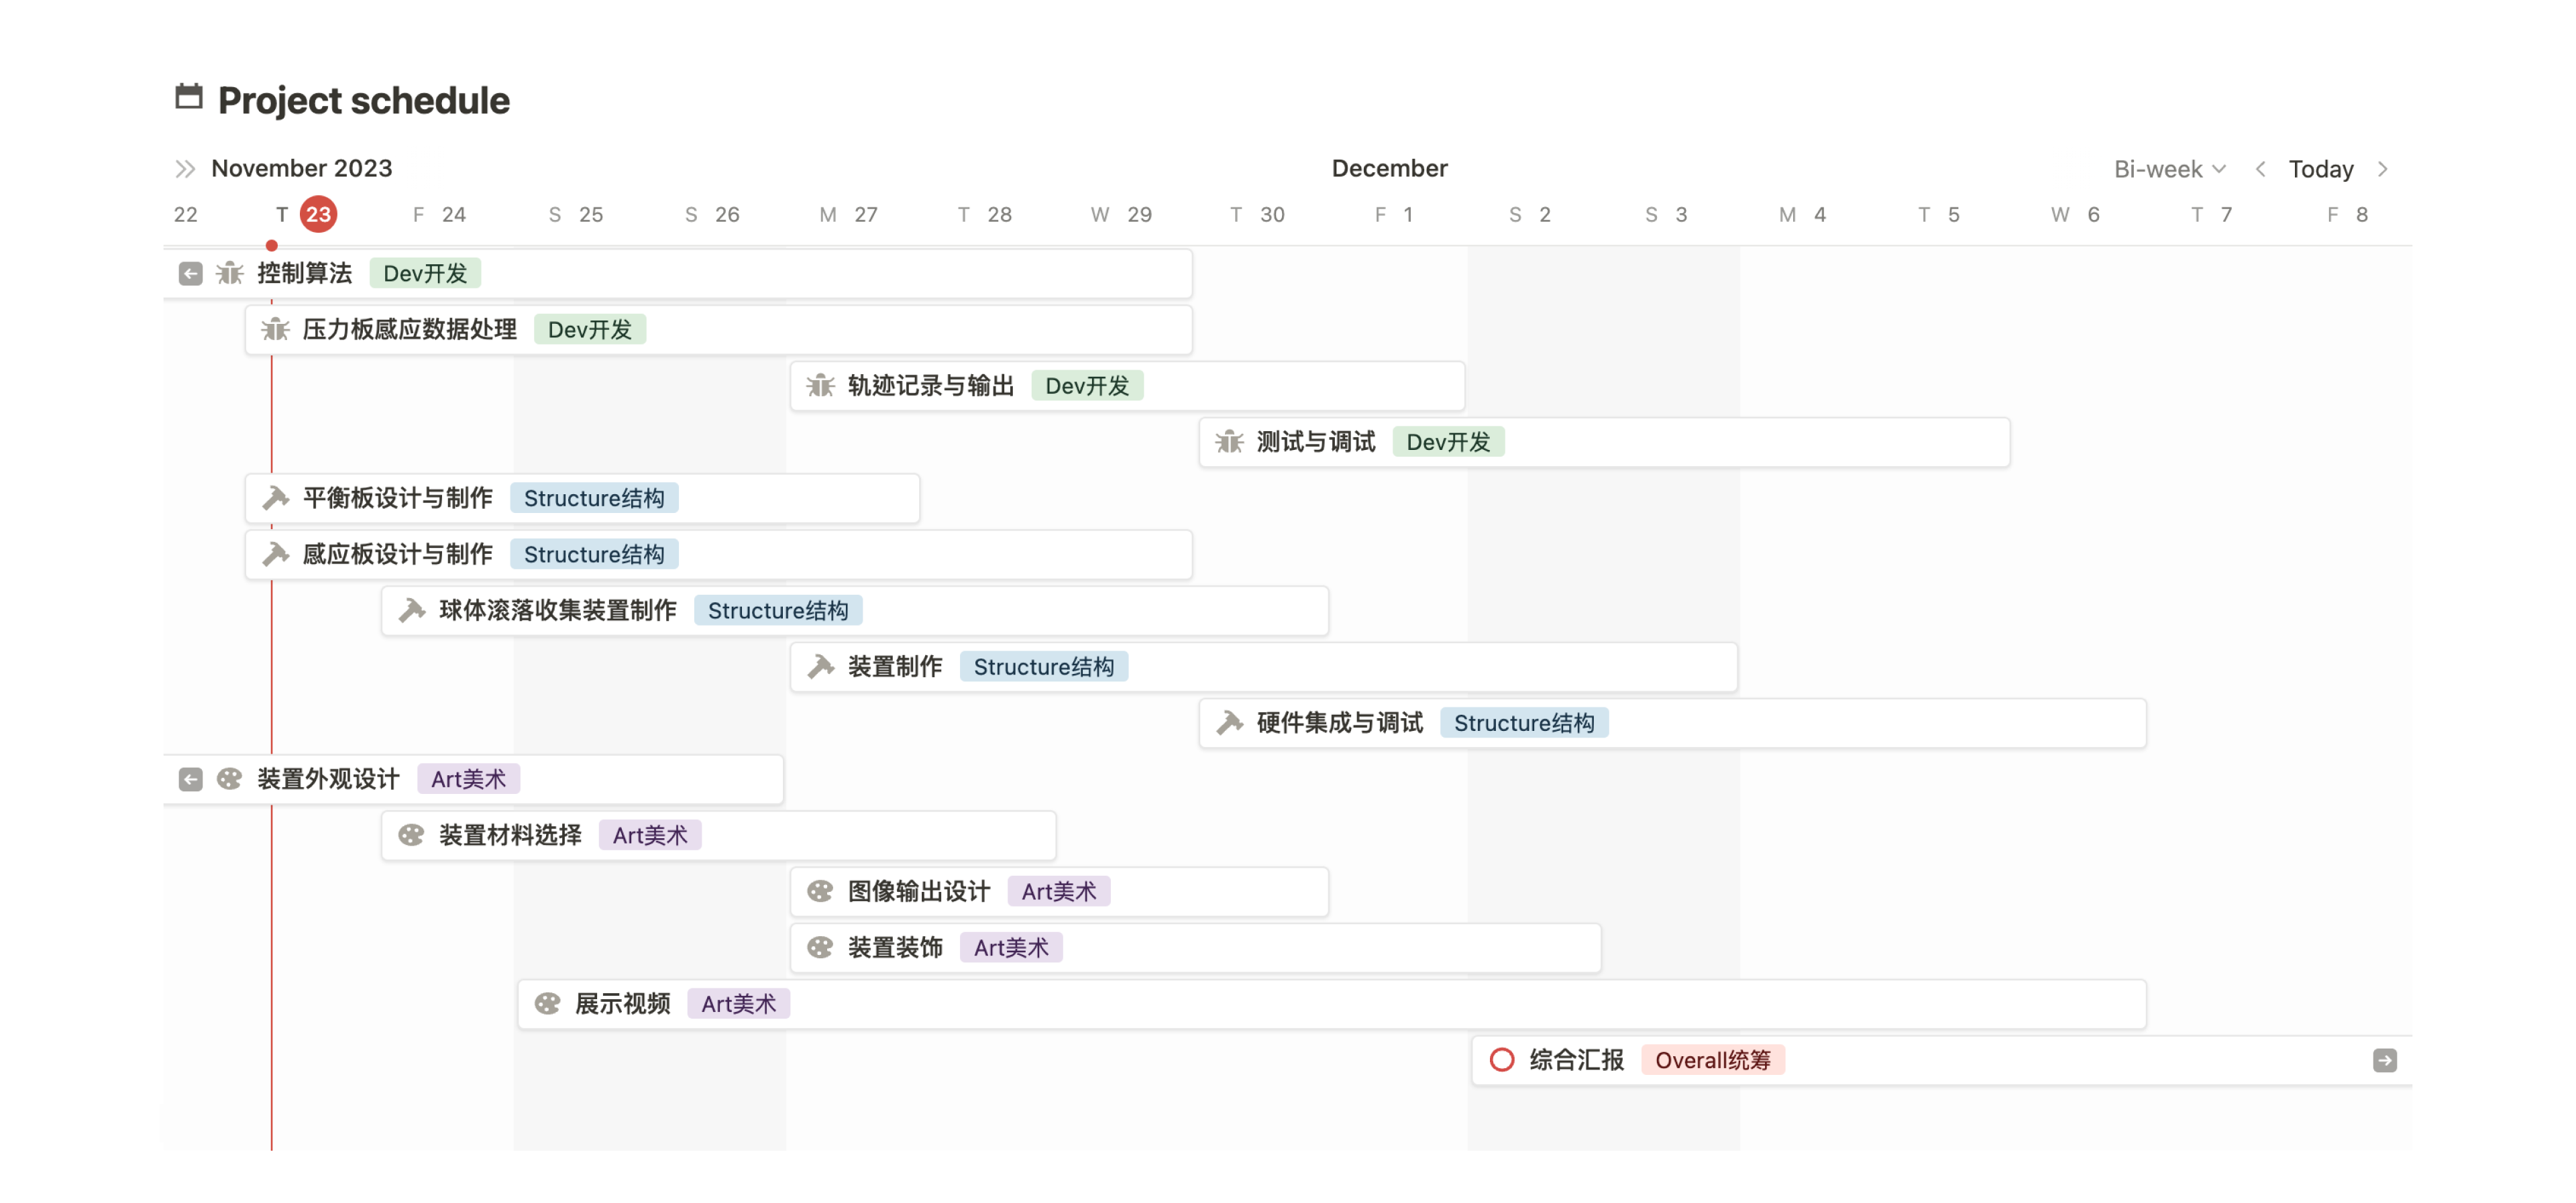 Project schedule
November 2023 December Bi-week Today
22 T 23 F 24 S 25 S 26 M 27 T 28 W 29 T 30 F 1 S 2 S 3 M 4 T 5 W 6 T 7 F 8
控制算法 Dev开发
压力板感应数据处理 Dev开发
轨迹记录与输出 Dev开发
测试与调试 Dev开发
平衡板设计与制作 Structure结构
感应板设计与制作 Structure结构
球体滚落收集装置制作 Structure结构
装置制作 Structure结构
硬件集成与调试 Structure结构
装置外观设计 Art美术
装置材料选择 Art美术
图像输出设计 Art美术
装置装饰 Art美术
展示视频 Art美术
综合汇报 Overall统筹